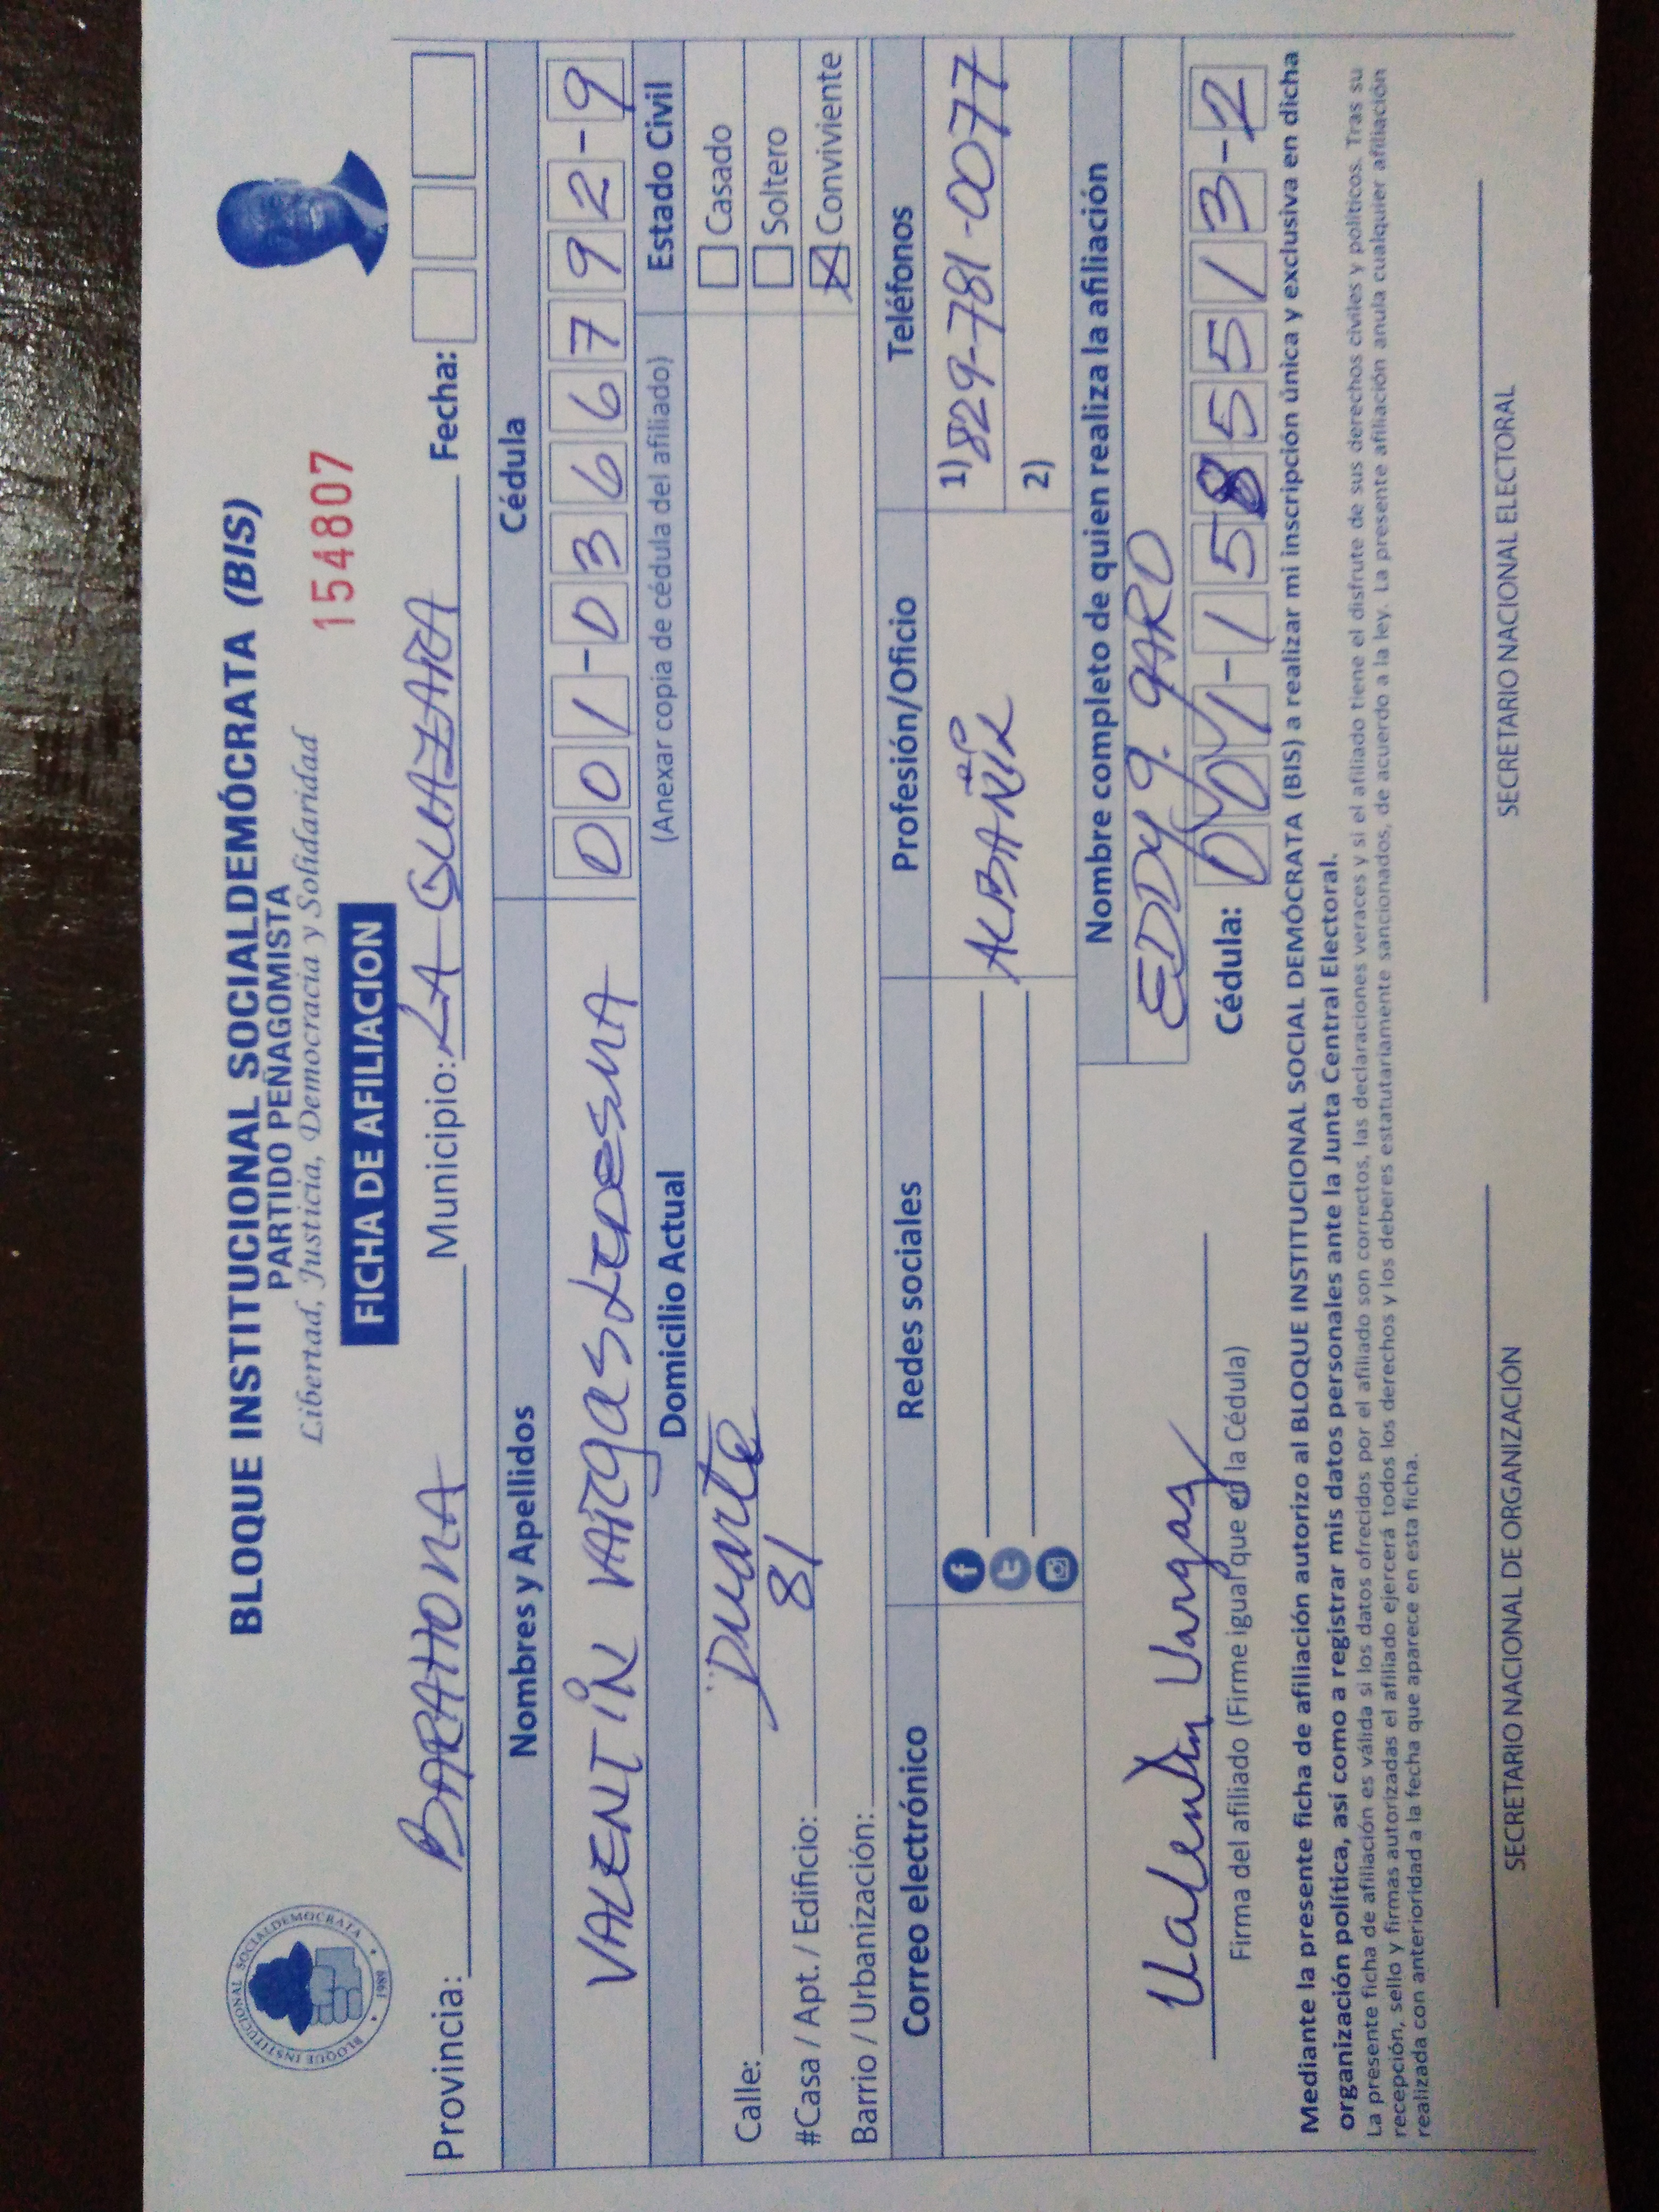 BLOQUE INSTITUCIONAL SOCIALDEMÓCRATA (BIS)
PARTIDO PEÑAGOMISTA
Libertad, Justicia, Democracia y Solidaridad
154807
BLOQUE INSTITUCIONAL SOCIALDEMOCRATA 1989
FICHA DE AFILIACION
Provincia: BARAHONA Municipio: LA GUAZARA Fecha:
Nombres y Apellidos Cédula
VALENTIN VARGAS LEDESMA 001-0366792-9
Domicilio Actual (Anexar copia de cédula del afiliado) Estado Civil
Calle: Duarte Casado
#Casa / Apt. / Edificio: 81 Soltero
Barrio / Urbanización: Conviviente
Correo electrónico Redes sociales Profesión/Oficio Teléfonos
ALBAÑIL 1) 829-781-0077
2)
Nombre completo de quien realiza la afiliación
EDDY G. GARO
Valentin Vargas
Cédula: 001-1585513-2
Firma del afiliado (Firme igual que en la Cédula)
Mediante la presente ficha de afiliación autorizo al BLOQUE INSTITUCIONAL SOCIAL DEMÓCRATA (BIS) a realizar mi inscripción única y exclusiva en dicha
organización política, así como a registrar mis datos personales ante la Junta Central Electoral.
La presente ficha de afiliación es válida si los datos ofrecidos por el afiliado son correctos, las declaraciones veraces y si el afiliado tiene el disfrute de sus derechos civiles y políticos. Tras su
recepción, sello y firmas autorizadas el afiliado ejercerá todos los derechos y los deberes estatutariamente sancionados, de acuerdo a la ley. La presente afiliación anula cualquier afiliación
realizada con anterioridad a la fecha que aparece en esta ficha.
SECRETARIO NACIONAL DE ORGANIZACIÓN SECRETARIO NACIONAL ELECTORAL